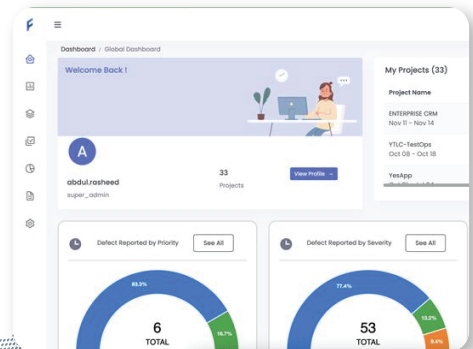 Dashboard / Global Dashboard
Welcome Back !
A
abdul.rasheed
super_admin
33
Projects
View Profile →
My Projects (33)
Project Name
ENTERPRISE CRM
Nov 11 - Nov 14
YTLC-TestOps
Oct 08 - Oct 18
YesApp
Defect Reported by Priority
See All
83.3%
16.7%
6
TOTAL
Defect Reported by Severity
See All
77.4%
13.2%
9.4%
53
TOTAL